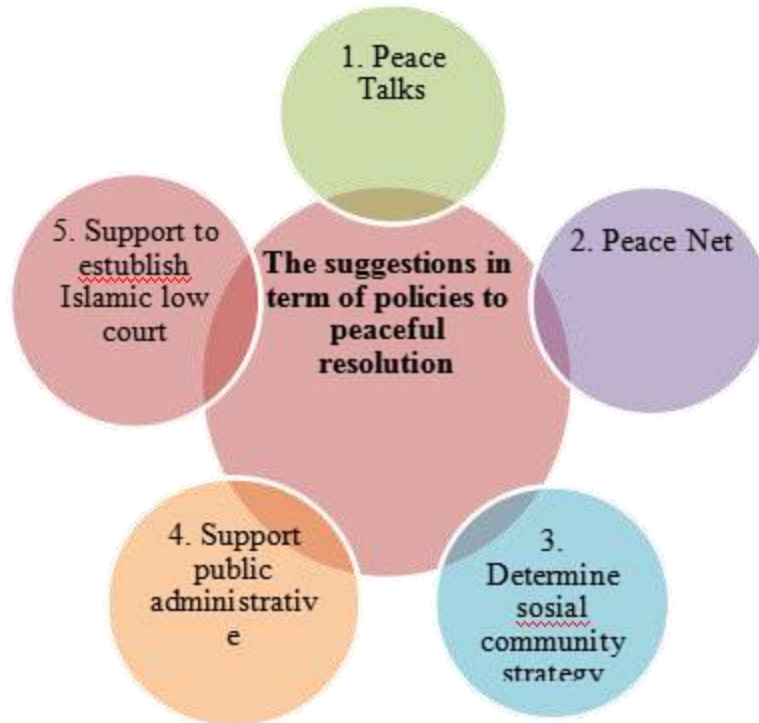 The suggestions in
term of policies to
peaceful
resolution
1. Peace
Talks
2. Peace Net
3.
Determine
sosial
community
strategy
4. Support
public
administrativ
e
5. Support to
establish
Islamic low
court